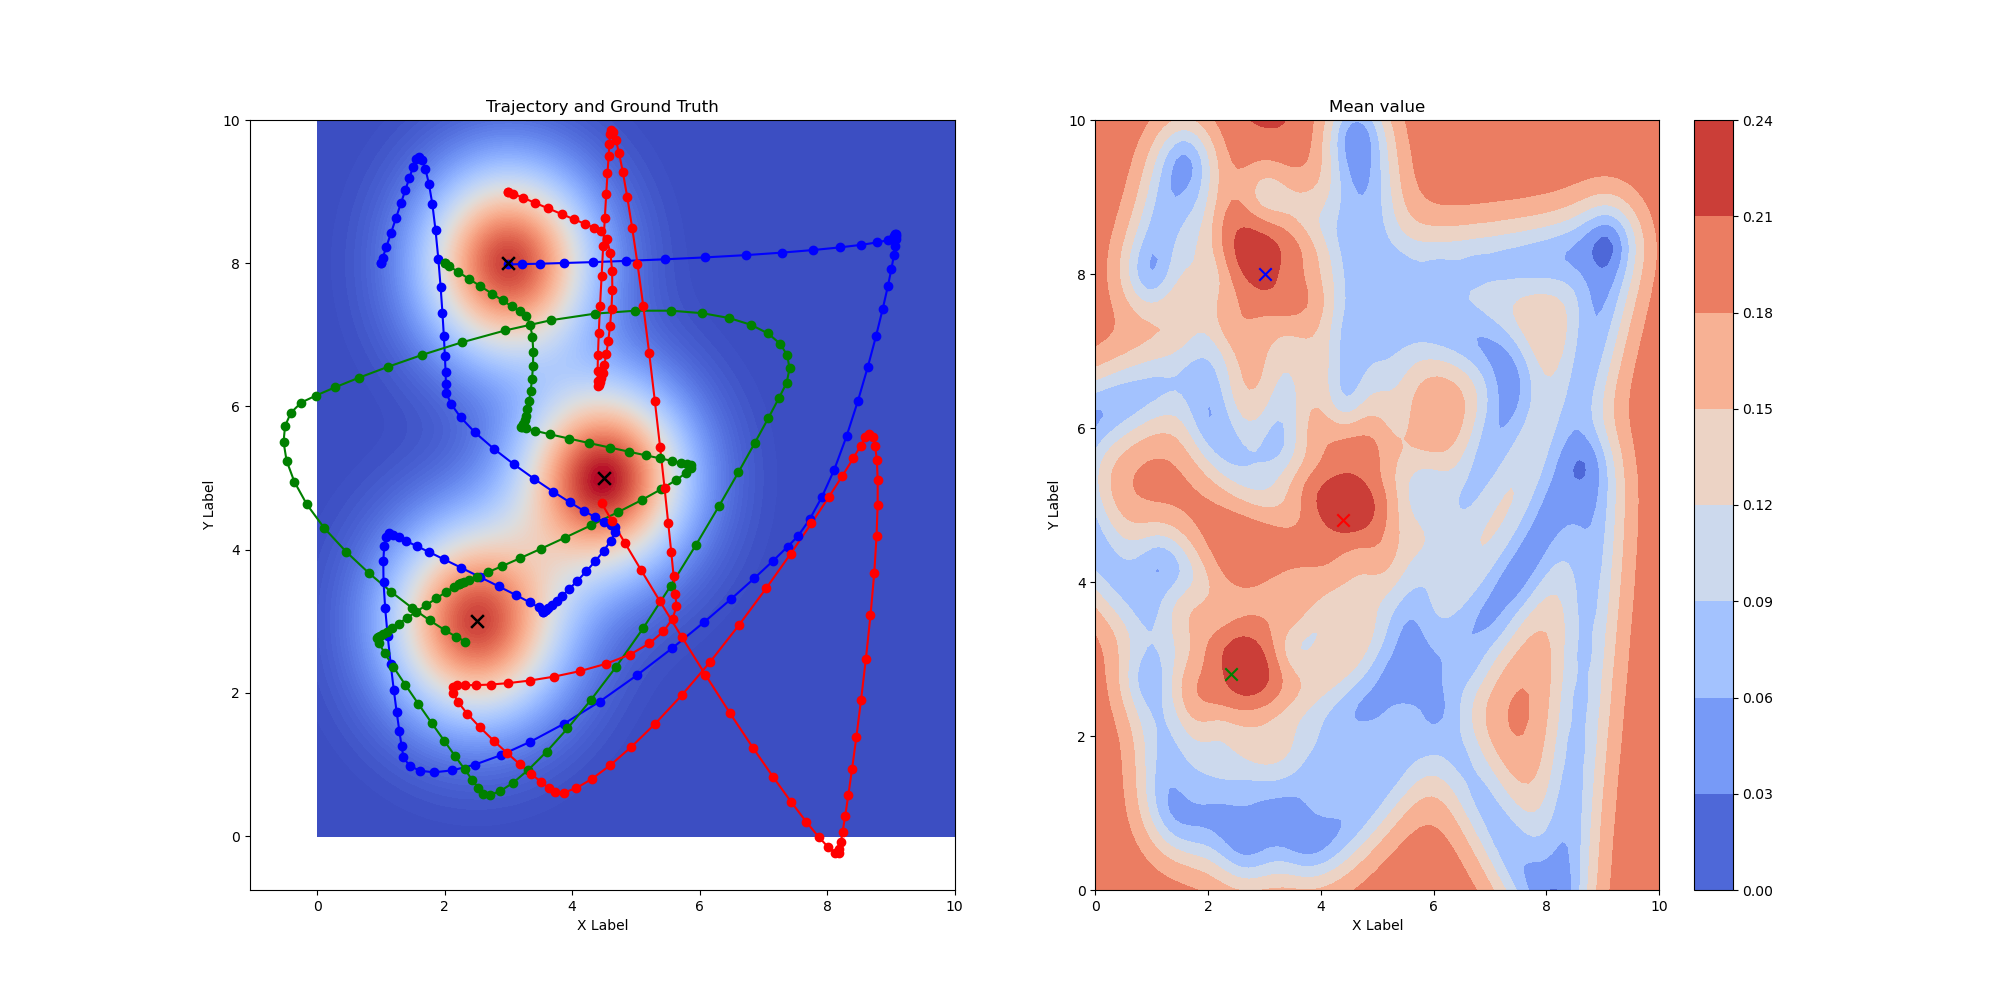 Trajectory and Ground Truth
10
8
6
4
2
0
Y Label
0 2 4 6 8 10
X Label
Mean value
10
8
6
4
2
0
Y Label
0 2 4 6 8 10
X Label
0.24
0.21
0.18
0.15
0.12
0.09
0.06
0.03
0.00